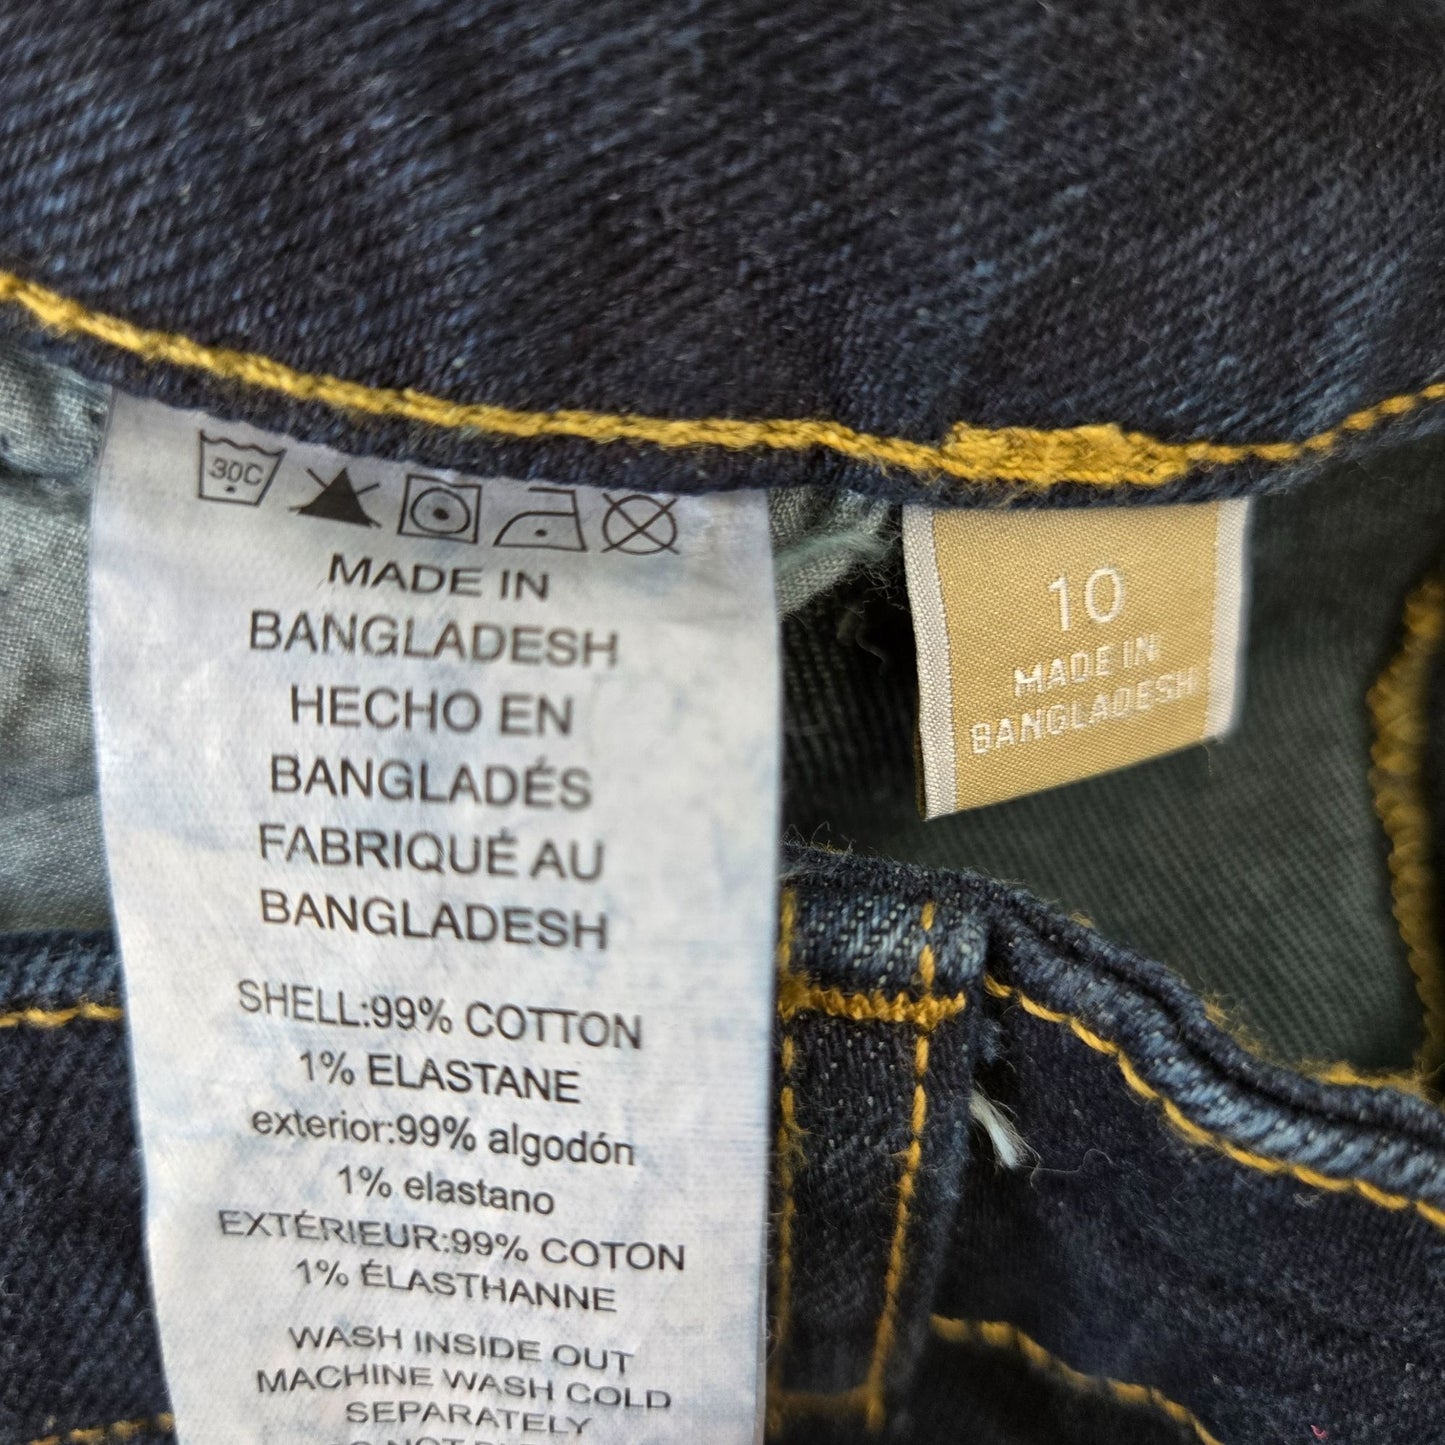 30C
MADE IN
BANGLADESH
HECHO EN
BANGLADÉS
FABRIQUÉ AU
BANGLADESH
SHELL:99% COTTON
1% ELASTANE
exterior:99% algodón
1% elastano
EXTÉRIEUR:99% COTON
1% ÉLASTHANNE
WASH INSIDE OUT
MACHINE WASH COLD
SEPARATELY
10
MADE IN
BANGLADESH